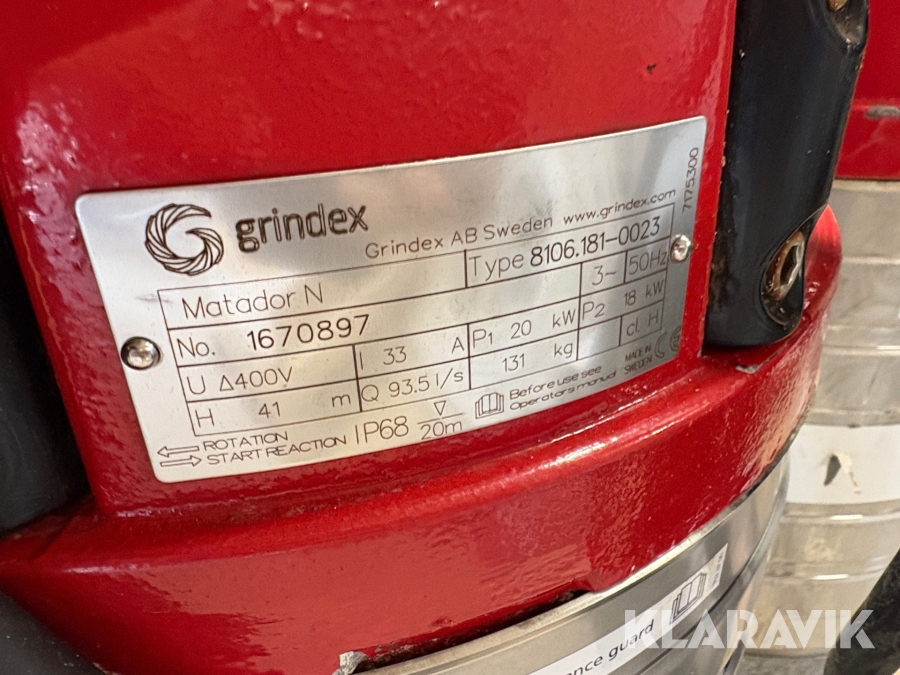 grindex
Grindex AB Sweden www.grindex.com
7175300
Matador N
Type 8106.181-0023
No. 1670897
3~ 50Hz
U Δ400V
I 33 A
P1 20 kW
P2 18 kW
H 41 m
Q 93.5 l/s
131 kg
cl. H
ROTATION
START REACTION
IP68
▽
20m
Before use see
Operators manual
MADE IN
SWEDEN
nce guard
KLARAVIK